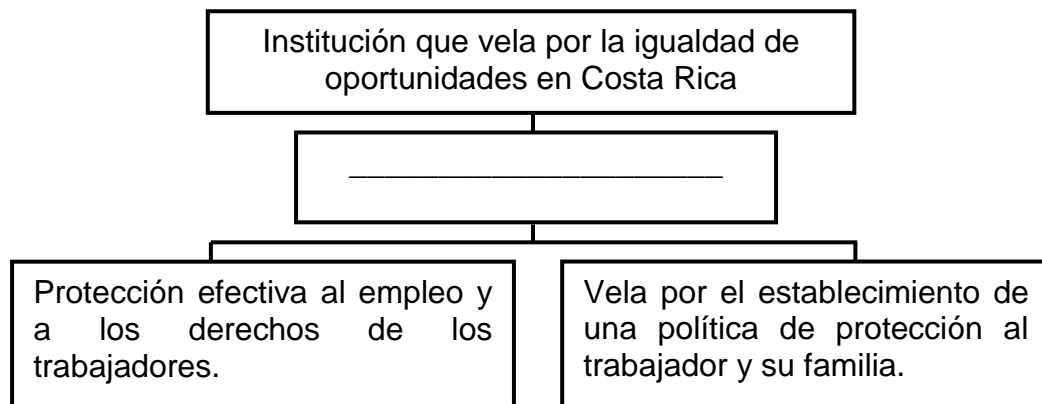 Institución que vela por la igualdad de
oportunidades en Costa Rica
_______________________
Protección efectiva al empleo y
a los derechos de los
trabajadores.
Vela por el establecimiento de
una política de protección al
trabajador y su familia.